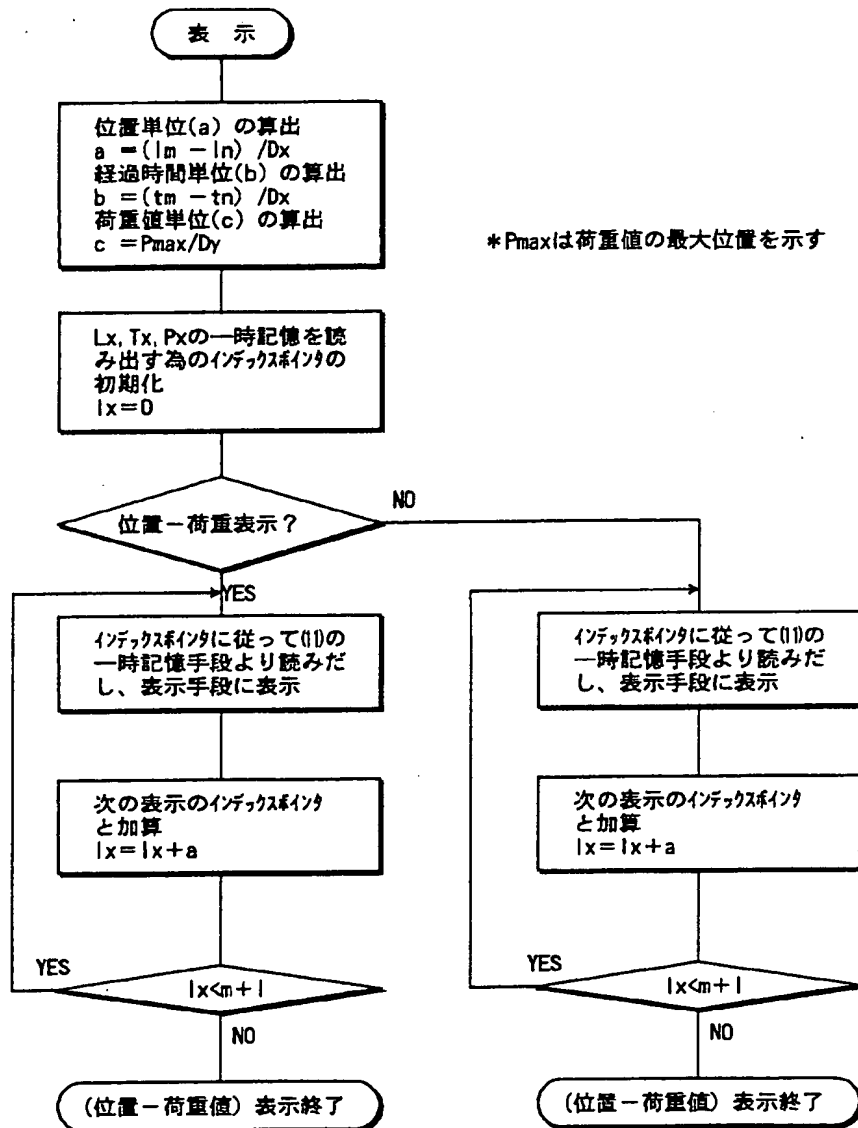 表 示
位置単位(a) の算出
a =(lm -ln) /Dx
経過時間単位(b) の算出
b =(tm -tn) /Dx
荷重値単位(c) の算出
c =Pmax/Dy
*Pmaxは荷重値の最大位置を示す
Lx, Tx, Pxの一時記憶を読
み出す為のインデックスポインタの
初期化
Ix=0
位置-荷重表示?
NO
YES
インデックスポインタに従って(11)の
一時記憶手段より読みだ
し、表示手段に表示
次の表示のインデックスポインタ
と加算
Ix=Ix+a
YES
Ix<m+1
NO
(位置-荷重値) 表示終了
インデックスポインタに従って(11)の
一時記憶手段より読みだ
し、表示手段に表示
次の表示のインデックスポインタ
と加算
Ix=Ix+a
YES
Ix<m+1
NO
(位置-荷重値) 表示終了